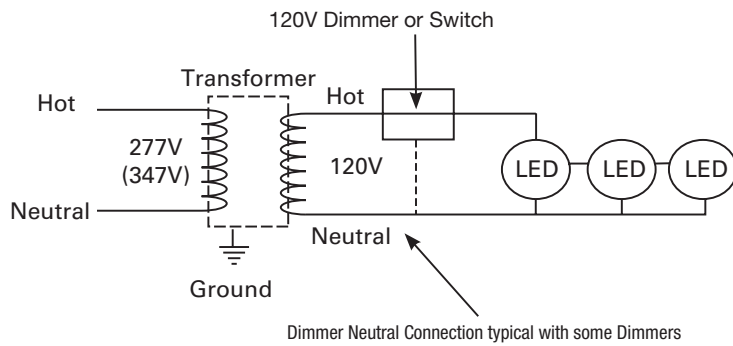 120V Dimmer or Switch
Transformer
Hot
Hot
277V
(347V)
120V
LED
LED
LED
Neutral
Neutral
Ground
Dimmer Neutral Connection typical with some Dimmers